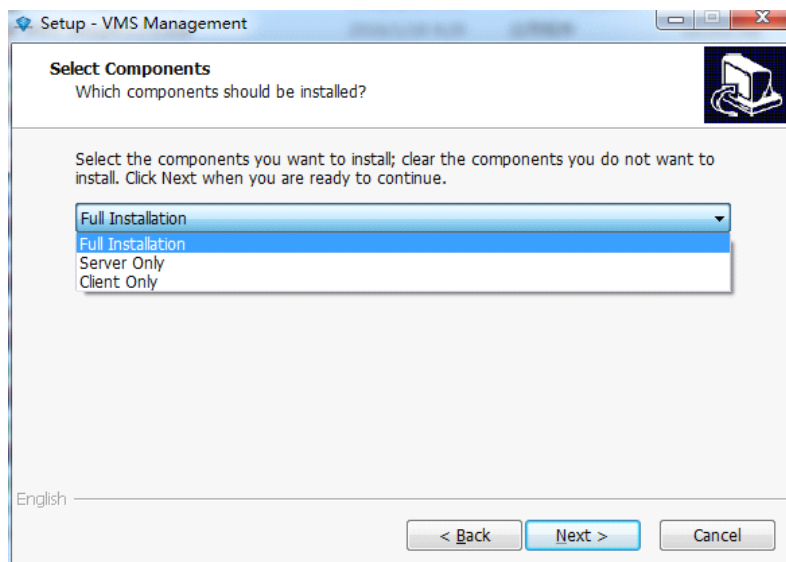 Setup - VMS Management
Select Components
Which components should be installed?
Select the components you want to install; clear the components you do not want to
install. Click Next when you are ready to continue.
Full Installation
Full Installation
Server Only
Client Only
English
< Back
Next >
Cancel